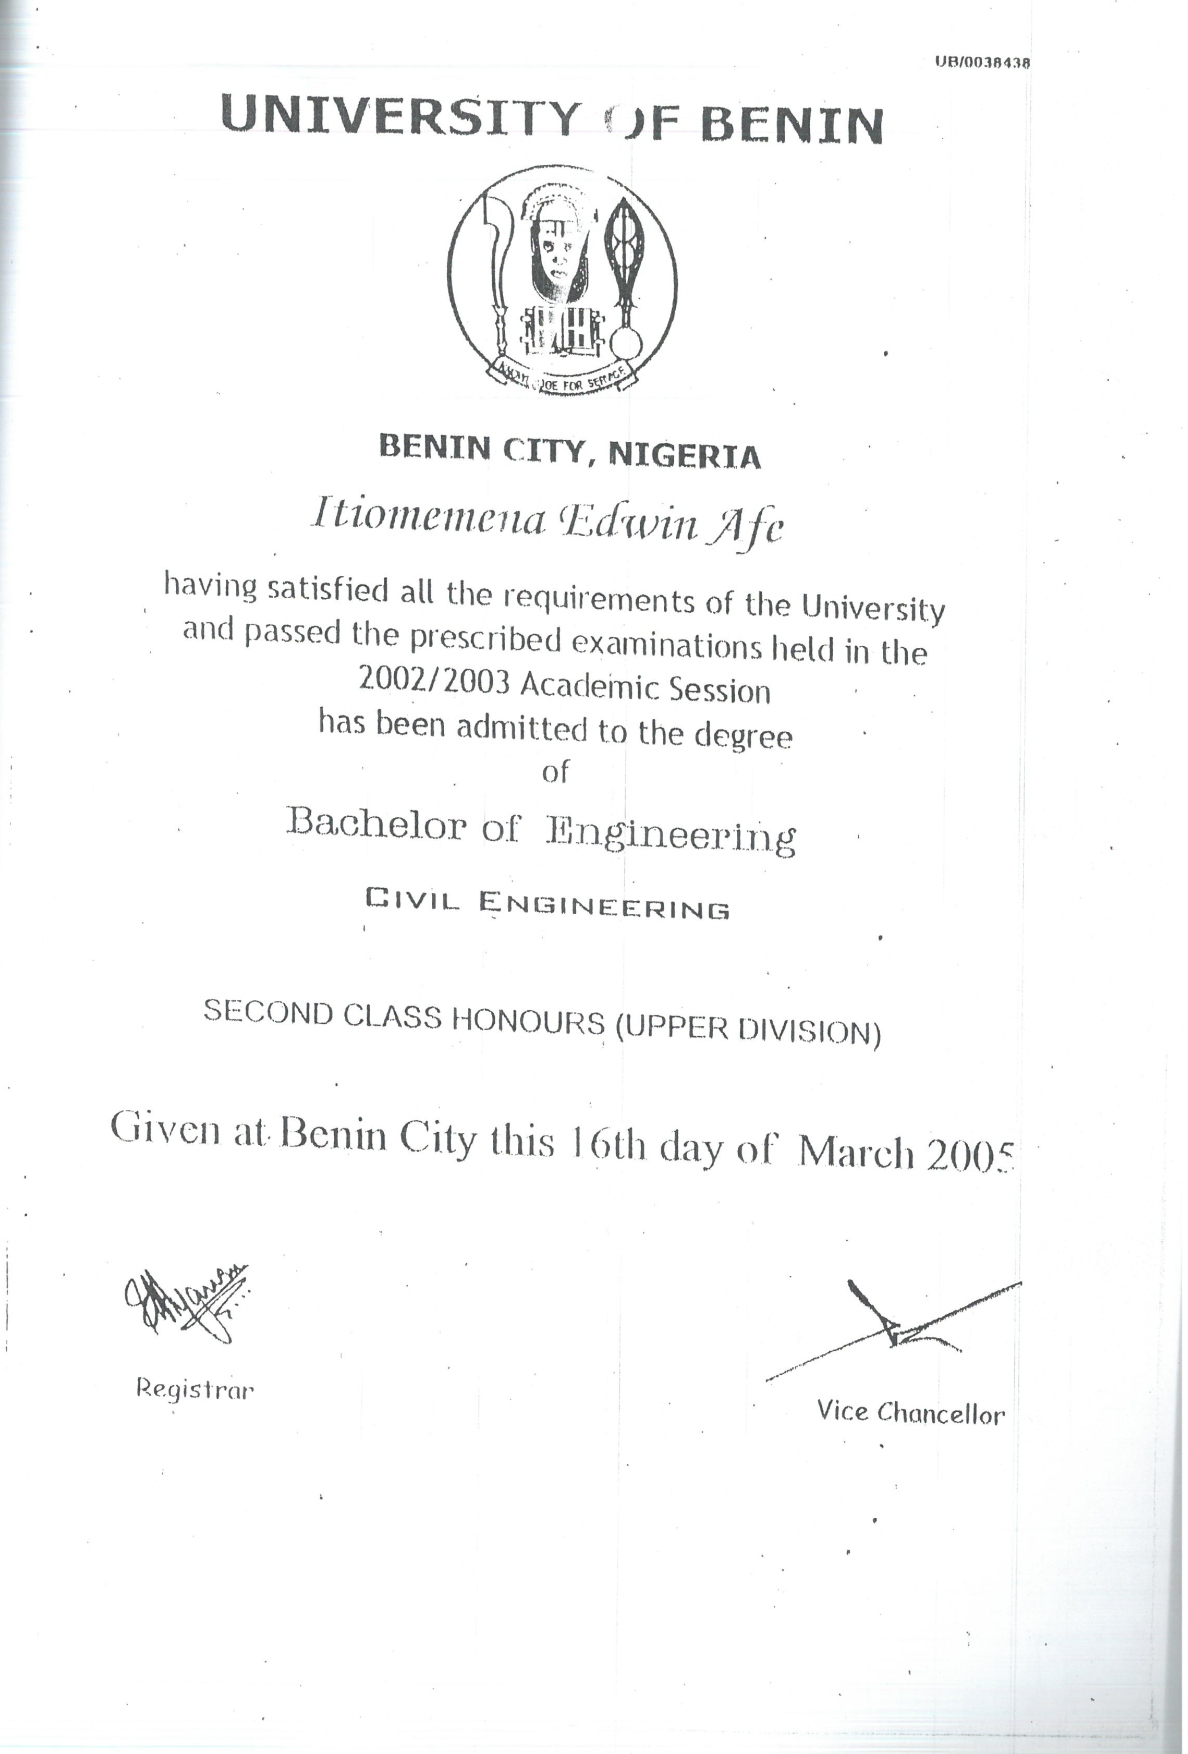 UB/0038438
UNIVERSITY OF BENIN
FOR SERVICE
BENIN CITY, NIGERIA
Itiomemena Edwin Afe
having satisfied all the requirements of the University
and passed the prescribed examinations held in the
2002/2003 Academic Session
has been admitted to the degree
of
Bachelor of Engineering
CIVIL ENGINEERING
SECOND CLASS HONOURS (UPPER DIVISION)
Given at Benin City this 16th day of March 2005
Registrar
Vice Chancellor